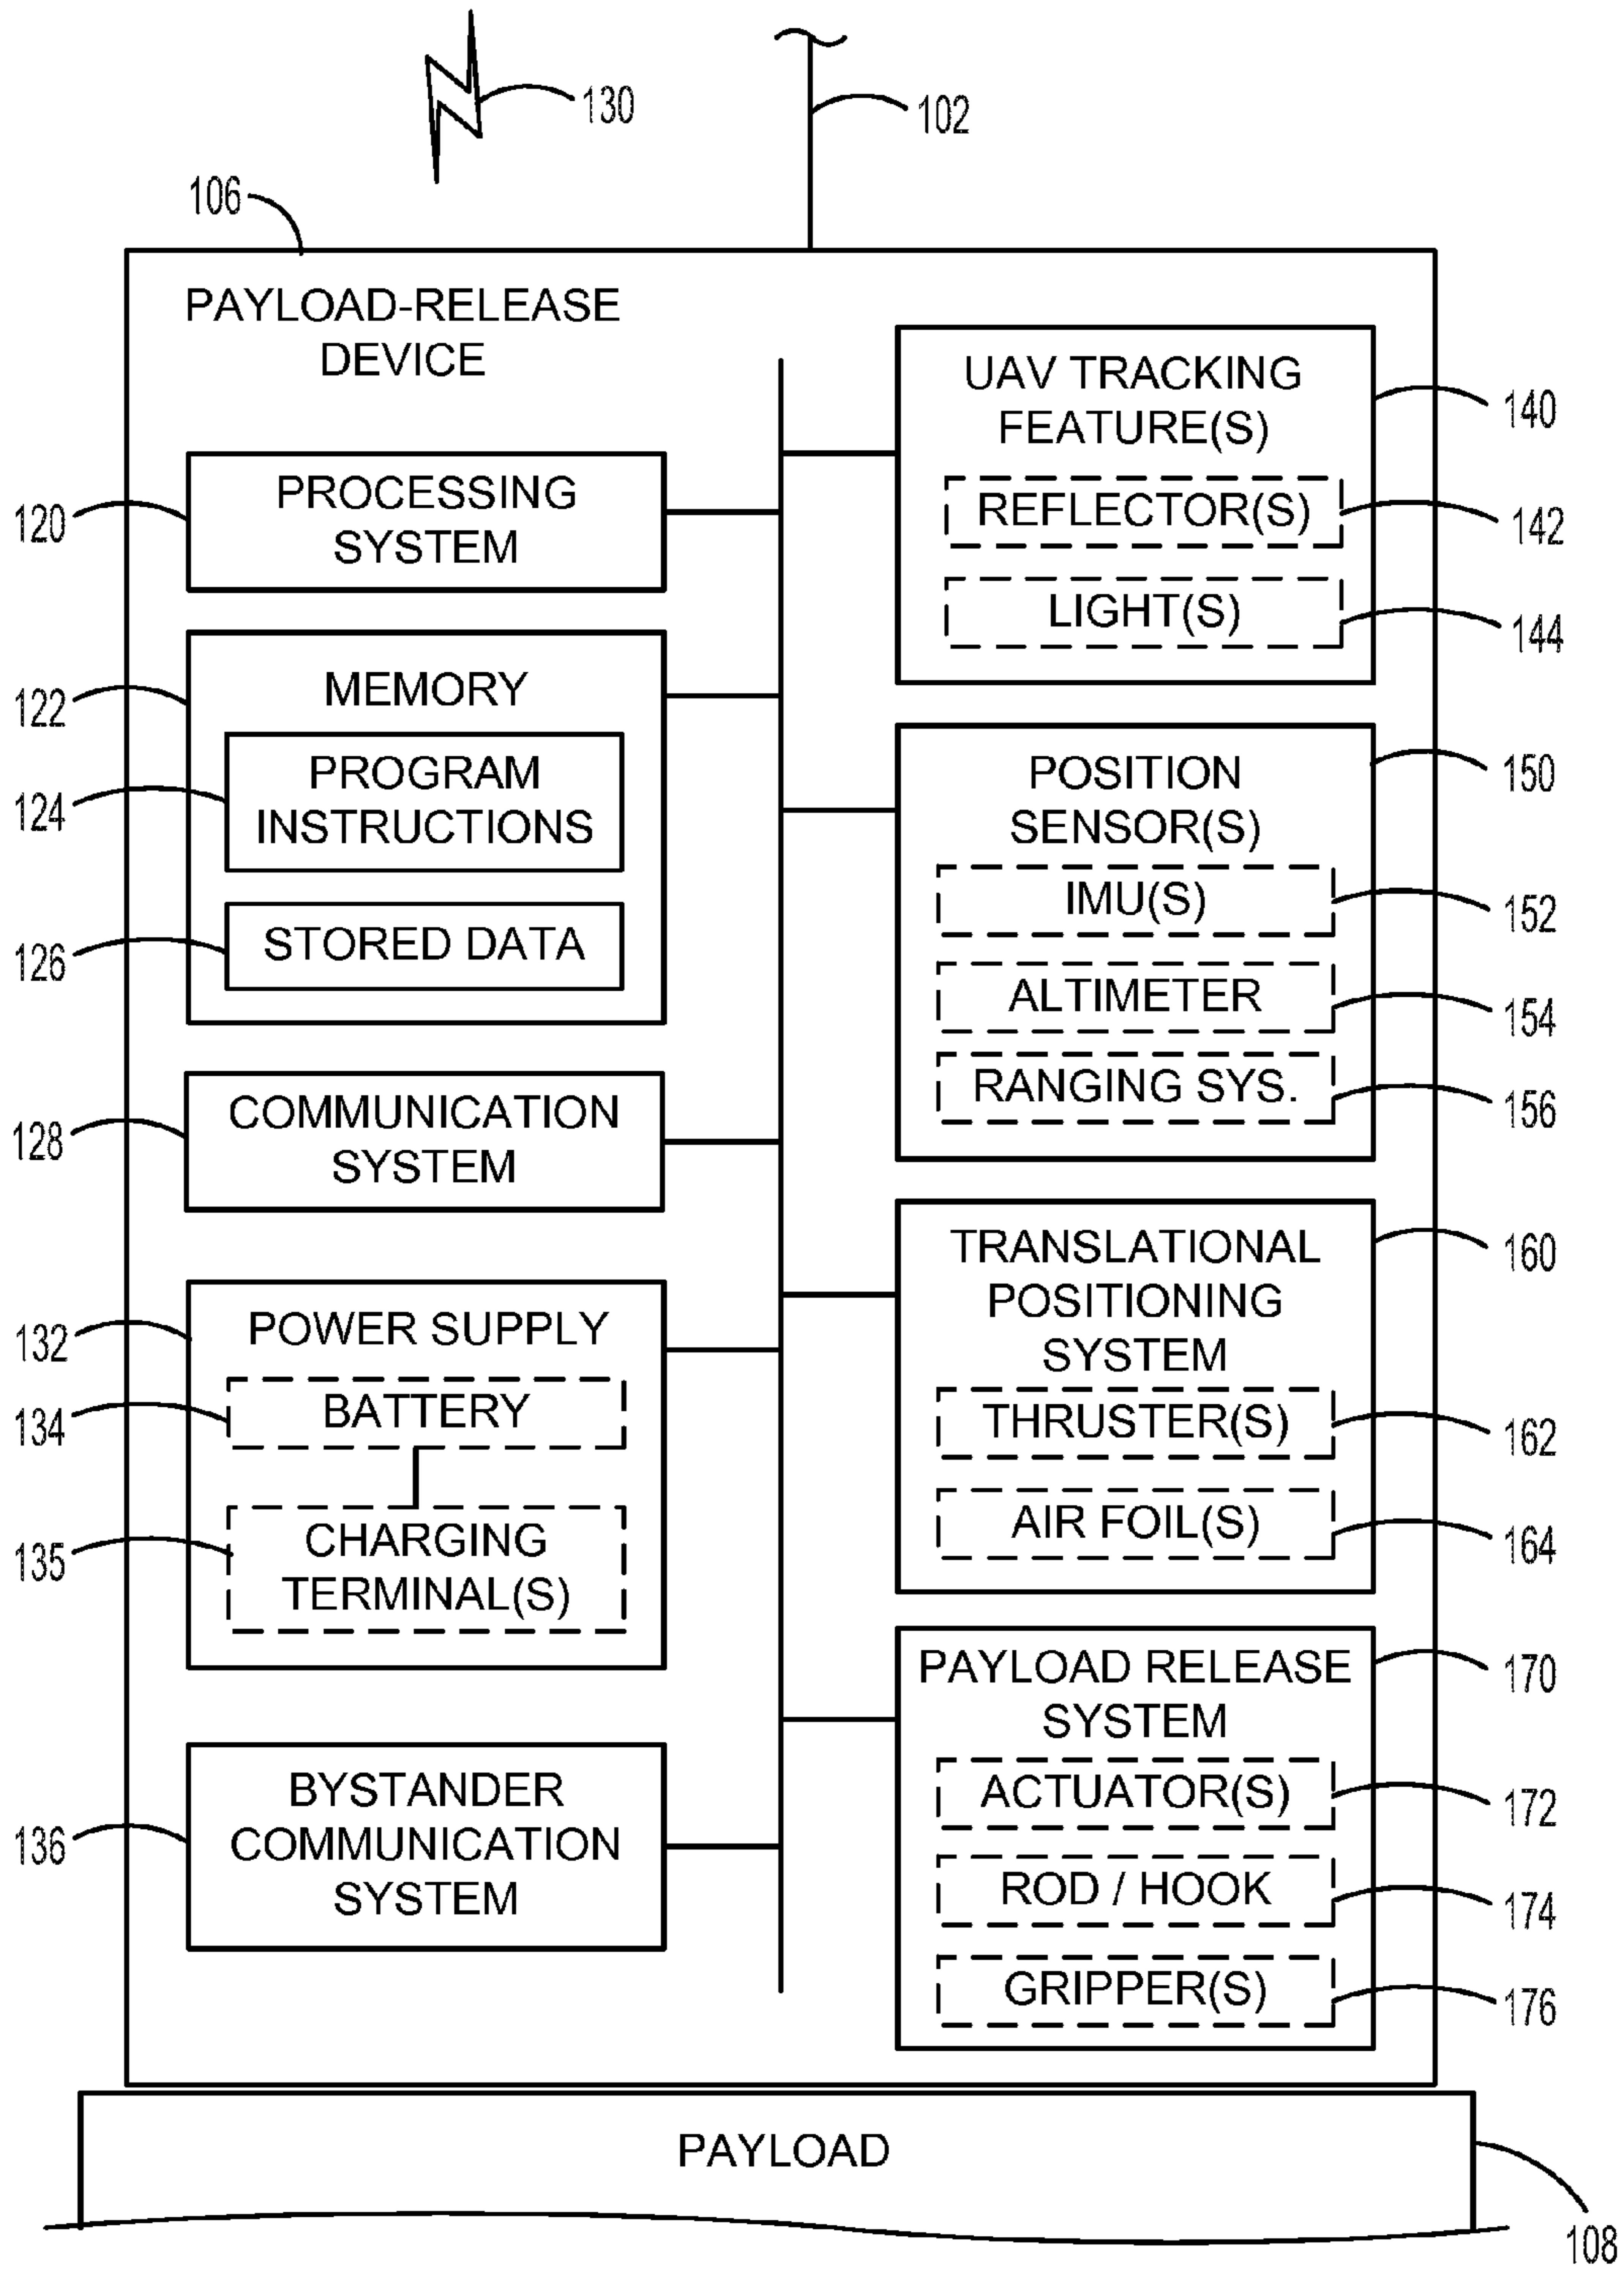 130
102
106
PAYLOAD-RELEASE
DEVICE
120
PROCESSING
SYSTEM
122
MEMORY
124
PROGRAM
INSTRUCTIONS
126
STORED DATA
128
COMMUNICATION
SYSTEM
132
POWER SUPPLY
134
BATTERY
135
CHARGING
TERMINAL(S)
136
BYSTANDER
COMMUNICATION
SYSTEM
UAV TRACKING
FEATURE(S)
140
REFLECTOR(S)
142
LIGHT(S)
144
POSITION
SENSOR(S)
150
IMU(S)
152
ALTIMETER
154
RANGING SYS.
156
TRANSLATIONAL
POSITIONING
SYSTEM
160
THRUSTER(S)
162
AIR FOIL(S)
164
PAYLOAD RELEASE
SYSTEM
170
ACTUATOR(S)
172
ROD / HOOK
174
GRIPPER(S)
176
PAYLOAD
108